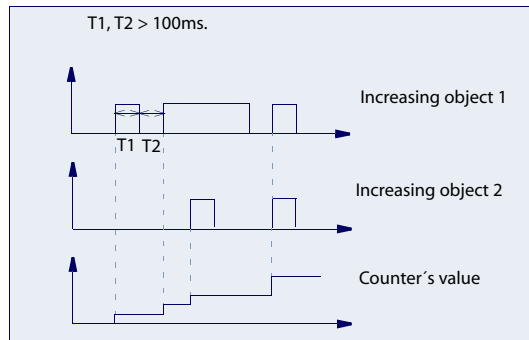 T1, T2 > 100ms.
Increasing object 1
T1 T2
Increasing object 2
Counter´s value